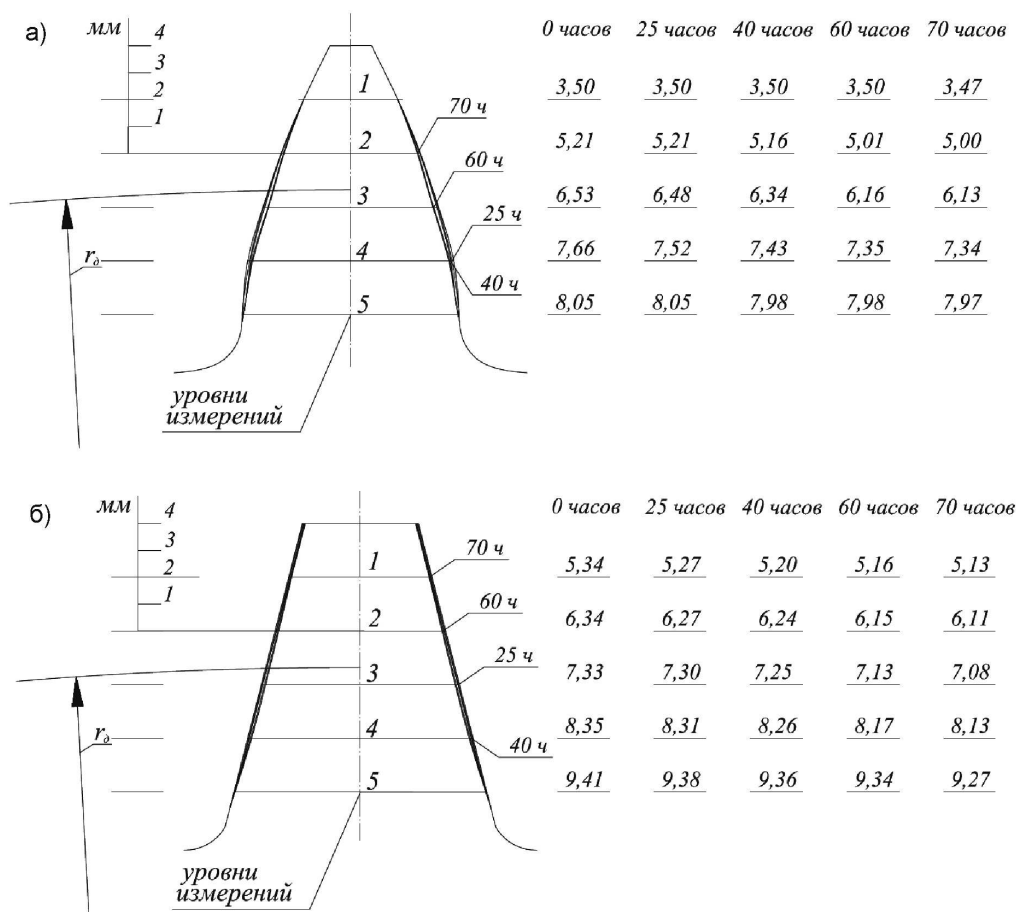 а)
мм
4
3
2
1
0 часов 25 часов 40 часов 60 часов 70 часов
1
3,50 3,50 3,50 3,50 3,47
70 ч
2
5,21 5,21 5,16 5,01 5,00
60 ч
3
6,53 6,48 6,34 6,16 6,13
25 ч
rд
4
7,66 7,52 7,43 7,35 7,34
40 ч
5
8,05 8,05 7,98 7,98 7,97
уровни
измерений
б)
мм
4
3
2
1
0 часов 25 часов 40 часов 60 часов 70 часов
70 ч
1
5,34 5,27 5,20 5,16 5,13
60 ч
2
6,34 6,27 6,24 6,15 6,11
25 ч
3
7,33 7,30 7,25 7,13 7,08
rд
4
8,35 8,31 8,26 8,17 8,13
40 ч
5
9,41 9,38 9,36 9,34 9,27
уровни
измерений